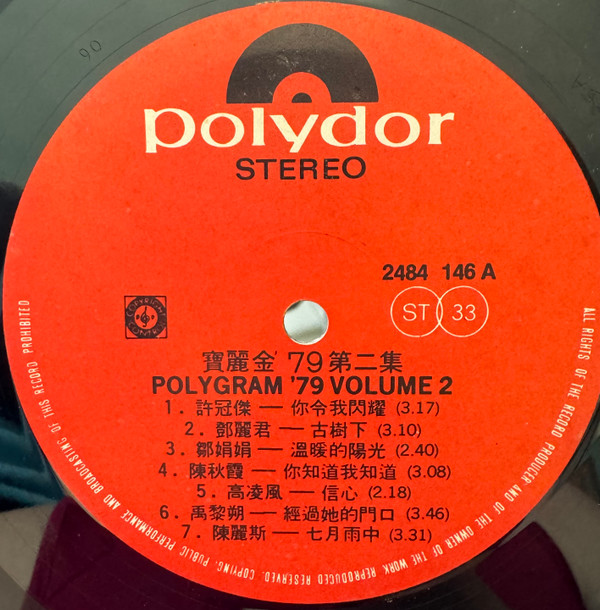 polydor
STEREO
2484 146 A
ST 33
COPYRIGHT CONTROL
寶麗金'79第二集
POLYGRAM '79 VOLUME 2
1. 許冠傑 — 你令我閃耀 (3.17)
2. 鄧麗君 — 古樹下 (3.10)
3. 鄒娟娟 — 溫暖的陽光 (2.40)
4. 陳秋霞 — 你知道我知道 (3.08)
5. 高凌風 — 信心 (2.18)
6. 禹黎朔 — 經過她的門口 (3.46)
7. 陳麗斯 — 七月雨中 (3.31)
ALL RIGHTS OF THE RECORD PRODUCER AND OF THE OWNER OF THE WORK REPRODUCED RESERVED. COPYING, PUBLIC PERFORMANCE AND BROADCASTING OF THIS RECORD PROHIBITED
90